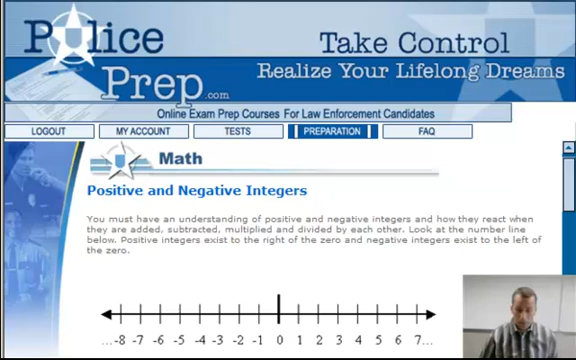 Police
Prep.com
Take Control
Realize Your Lifelong Dreams
Online Exam Prep Courses For Law Enforcement Candidates
LOGOUT MY ACCOUNT TESTS PREPARATION FAQ
Math
Positive and Negative Integers
You must have an understanding of positive and negative integers and how they react when
they are added, subtracted, multiplied and divided by each other. Look at the number line
below. Positive integers exist to the right of the zero and negative integers exist to the left of
the zero.
...-8 -7 -6 -5 -4 -3 -2 -1 0 1 2 3 4 5 6 7...